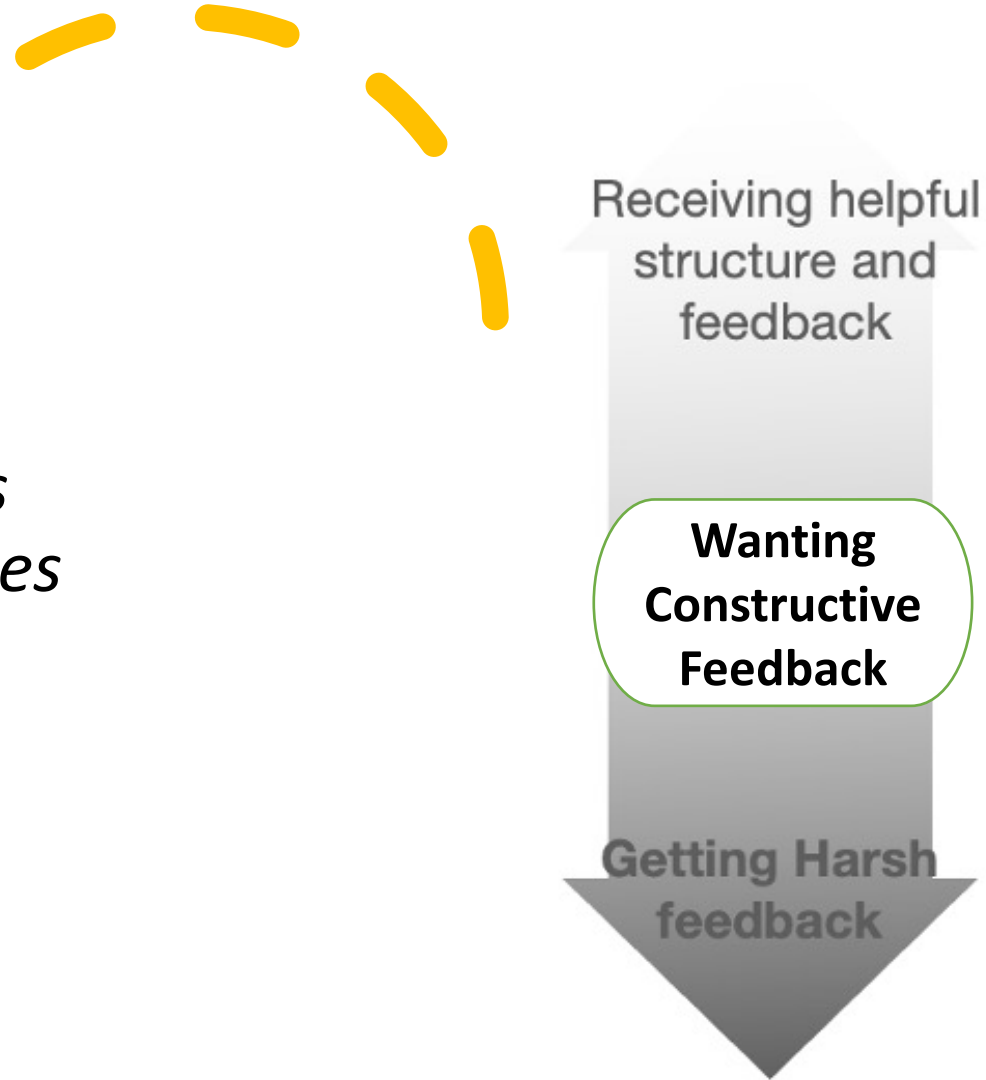 Receiving helpful
structure and
feedback
Wanting
Constructive
Feedback
Getting Harsh
feedback